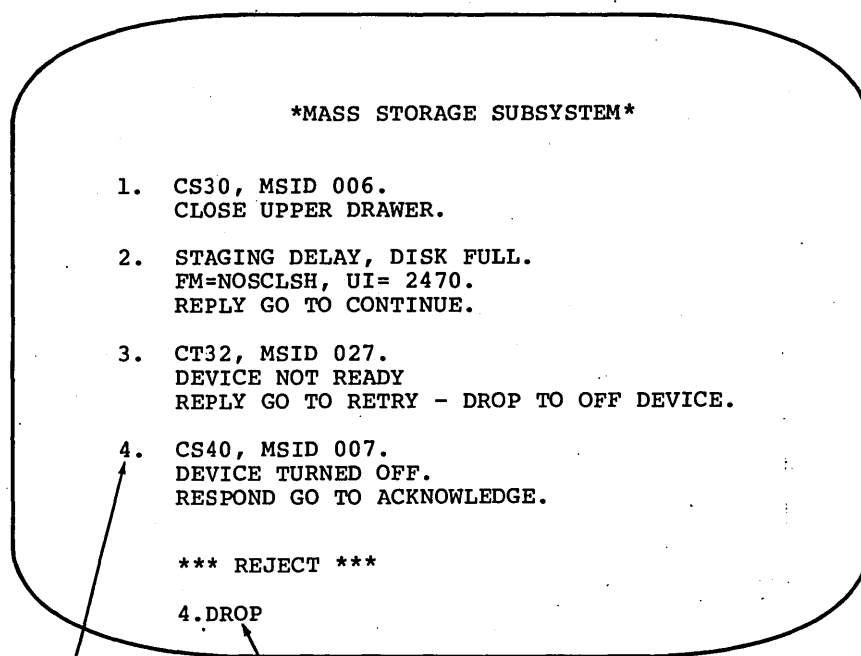 *MASS STORAGE SUBSYSTEM*
1. CS30, MSID 006.
CLOSE UPPER DRAWER.
2. STAGING DELAY, DISK FULL.
FM=NOSCLSH, UI= 2470.
REPLY GO TO CONTINUE.
3. CT32, MSID 027.
DEVICE NOT READY
REPLY GO TO RETRY - DROP TO OFF DEVICE.
4. CS40, MSID 007.
DEVICE TURNED OFF.
RESPOND GO TO ACKNOWLEDGE.
*** REJECT ***
4.DROP